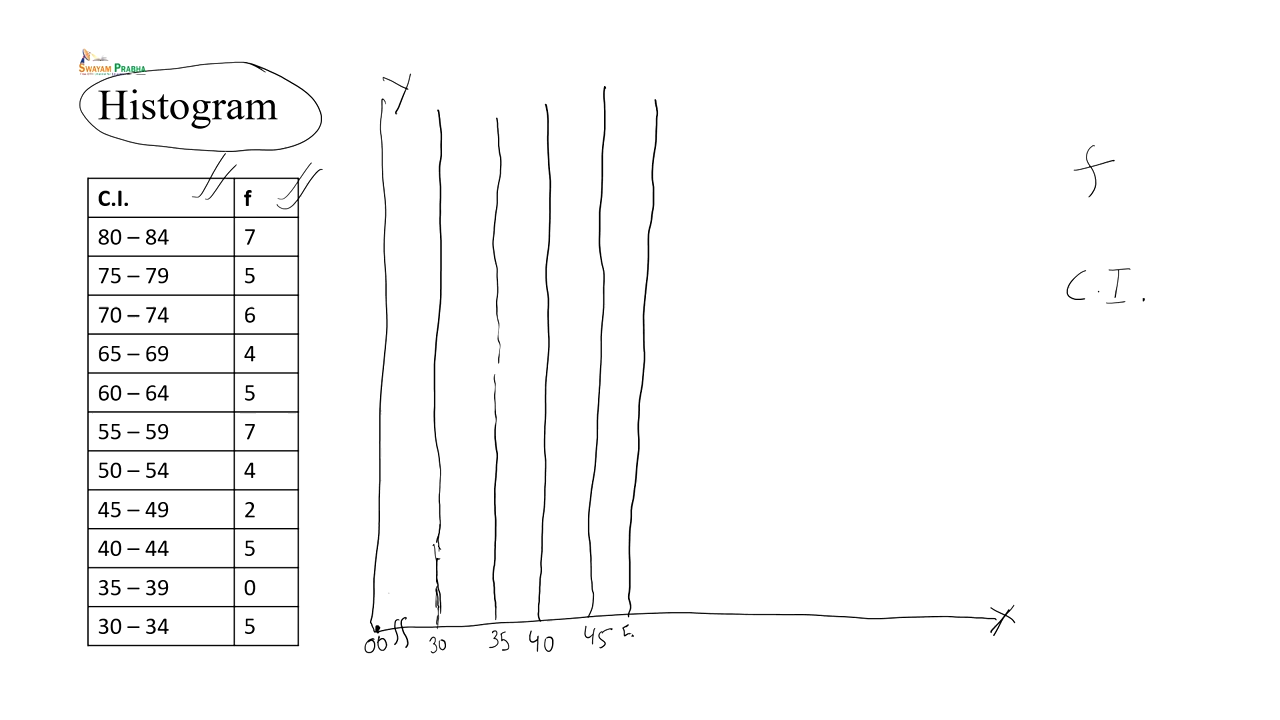 SWAYAM PRABHA
Histogram
C.I. f
80 – 84 7
75 – 79 5
70 – 74 6
65 – 69 4
60 – 64 5
55 – 59 7
50 – 54 4
45 – 49 2
40 – 44 5
35 – 39 0
30 – 34 5
Y
00 30 35 40 45
X
f
C.I.